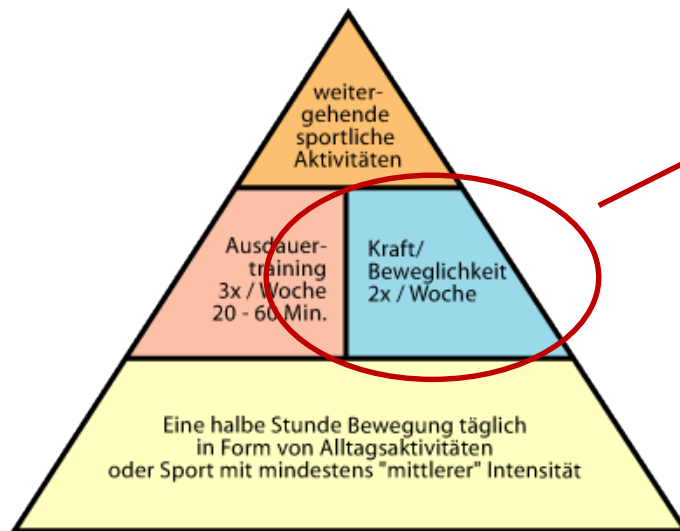 weiter-
gehende
sportliche
Aktivitäten
Ausdauer-
training
3x / Woche
20 - 60 Min.
Kraft/
Beweglichkeit
2x / Woche
Eine halbe Stunde Bewegung täglich
in Form von Alltagsaktivitäten
oder Sport mit mindestens "mittlerer" Intensität